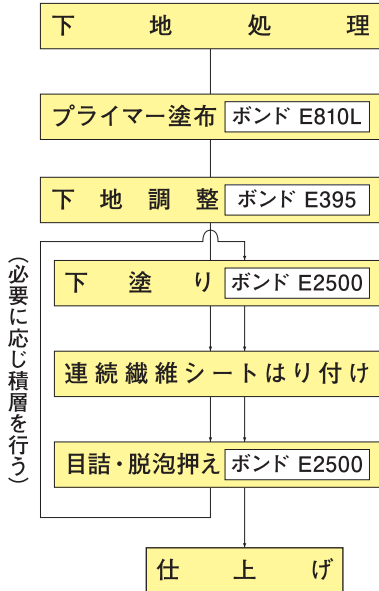 下地処理
プライマー塗布 ボンド E810L
下地調整 ボンド E395
下塗り ボンド E2500
連続繊維シートはり付け
目詰・脱泡押え ボンド E2500
仕上げ
（必要に応じ積層を行う）